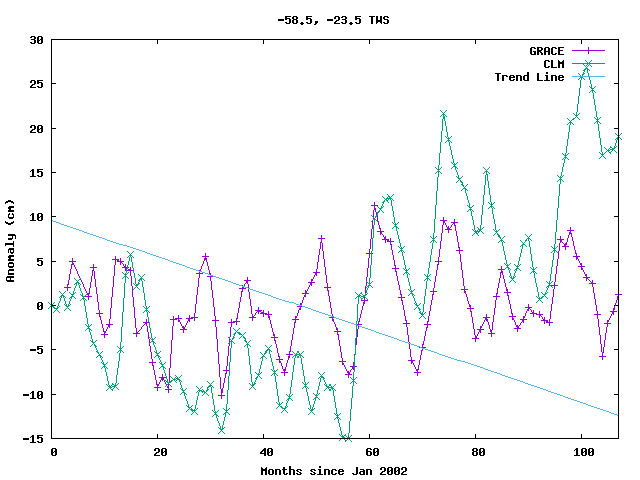 -58.5, -23.5 TWS
GRACE
CLM
Trend Line
30
25
20
15
10
5
0
-5
-10
-15
Anomaly (cm)
0 20 40 60 80 100
Months since Jan 2002